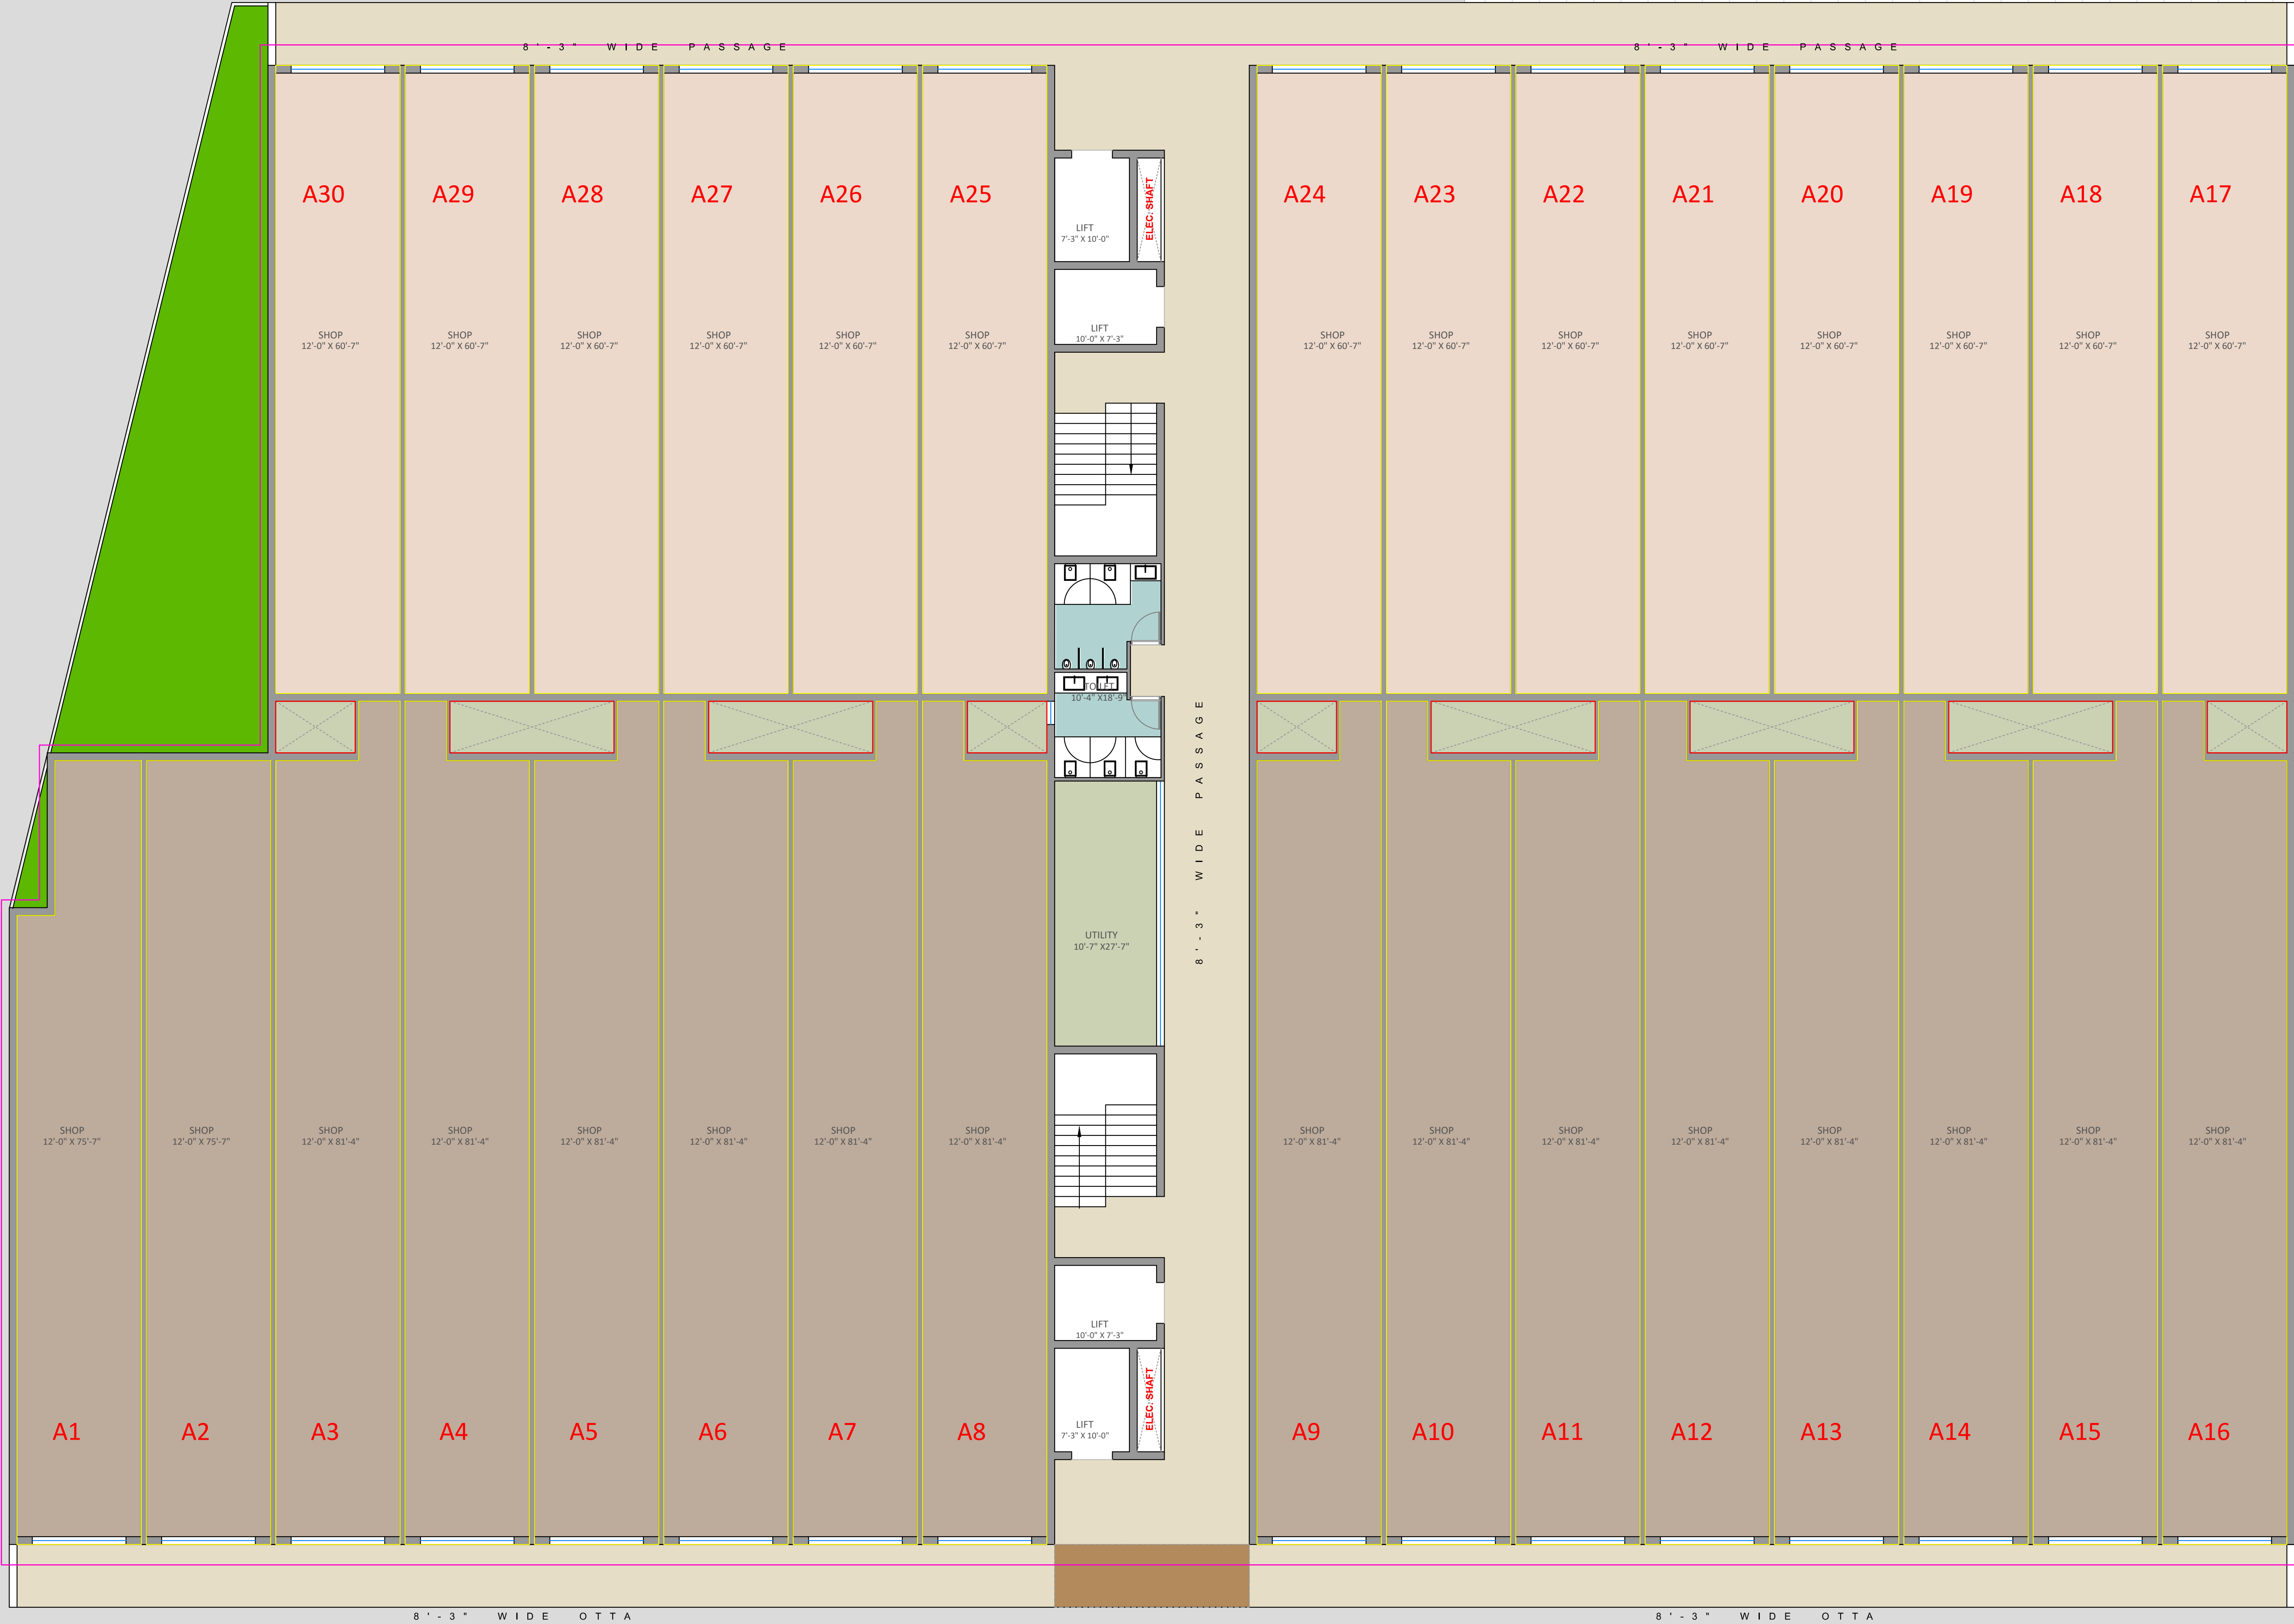 8'-3" WIDE PASSAGE
8'-3" WIDE PASSAGE
A30
A29
A28
A27
A26
A25
A24
A23
A22
A21
A20
A19
A18
A17
LIFT
7'-3" X 10'-0"
ELEC. SHAFT
SHOP
12'-0" X 60'-7"
SHOP
12'-0" X 60'-7"
SHOP
12'-0" X 60'-7"
SHOP
12'-0" X 60'-7"
SHOP
12'-0" X 60'-7"
SHOP
12'-0" X 60'-7"
LIFT
10'-0" X 7'-3"
SHOP
12'-0" X 60'-7"
SHOP
12'-0" X 60'-7"
SHOP
12'-0" X 60'-7"
SHOP
12'-0" X 60'-7"
SHOP
12'-0" X 60'-7"
SHOP
12'-0" X 60'-7"
SHOP
12'-0" X 60'-7"
SHOP
12'-0" X 60'-7"
TOILET
10'-4" X18'-9"
8'-3" WIDE PASSAGE
UTILITY
10'-7" X27'-7"
SHOP
12'-0" X 75'-7"
SHOP
12'-0" X 75'-7"
SHOP
12'-0" X 81'-4"
SHOP
12'-0" X 81'-4"
SHOP
12'-0" X 81'-4"
SHOP
12'-0" X 81'-4"
SHOP
12'-0" X 81'-4"
SHOP
12'-0" X 81'-4"
SHOP
12'-0" X 81'-4"
SHOP
12'-0" X 81'-4"
SHOP
12'-0" X 81'-4"
SHOP
12'-0" X 81'-4"
SHOP
12'-0" X 81'-4"
SHOP
12'-0" X 81'-4"
SHOP
12'-0" X 81'-4"
SHOP
12'-0" X 81'-4"
LIFT
10'-0" X 7'-3"
LIFT
7'-3" X 10'-0"
ELEC. SHAFT
A1
A2
A3
A4
A5
A6
A7
A8
A9
A10
A11
A12
A13
A14
A15
A16
8'-3" WIDE OTTA
8'-3" WIDE OTTA